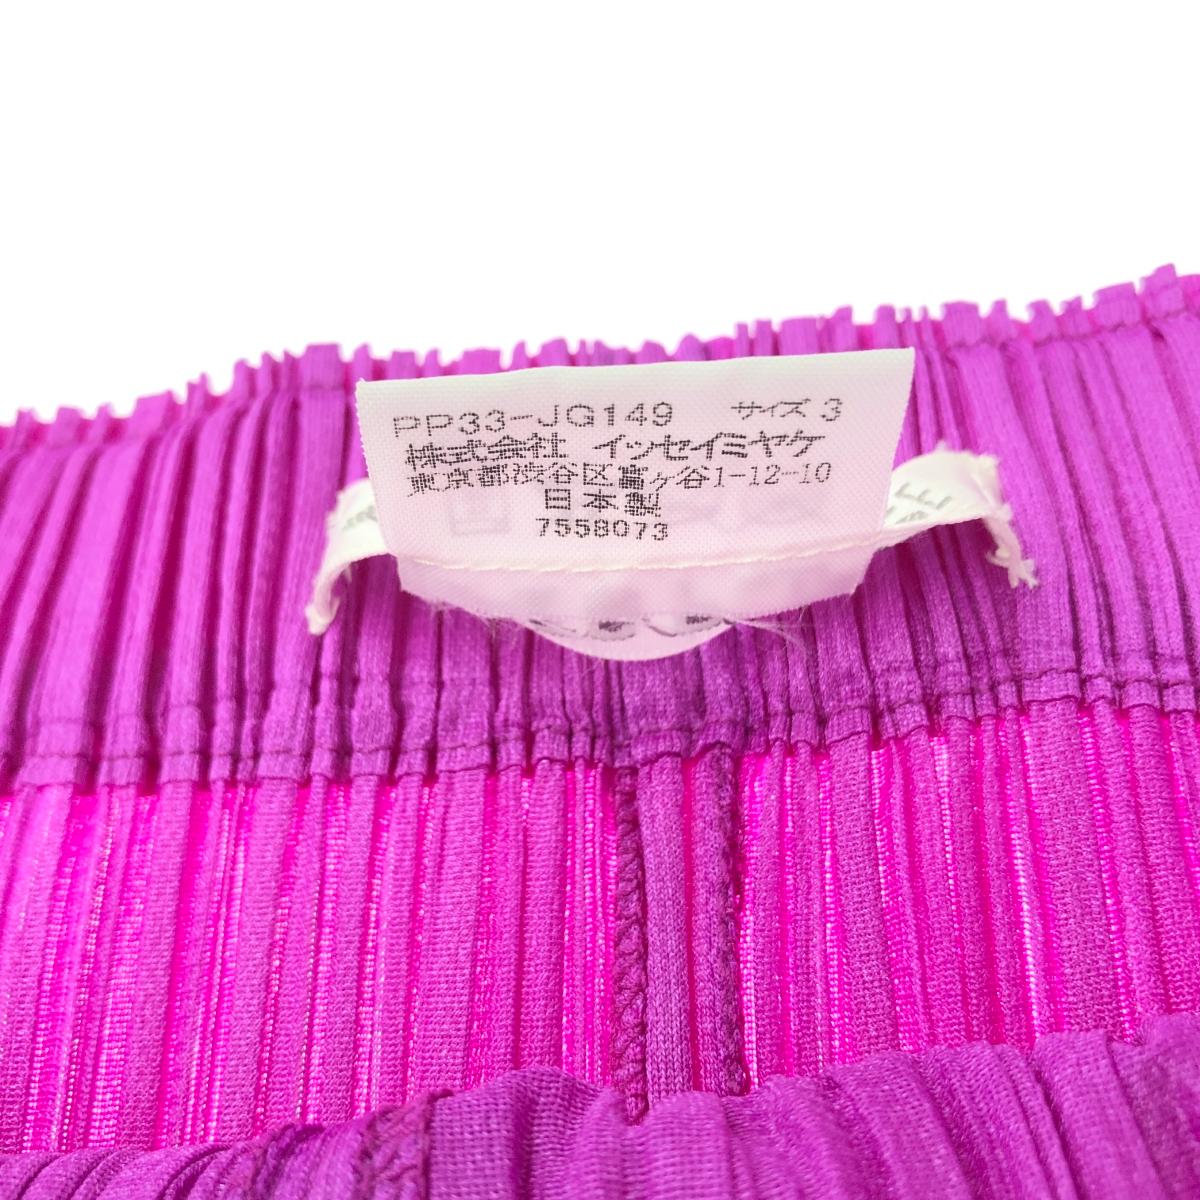 PP33-JG149 サイズ 3
株式会社 イッセイミヤケ
東京都渋谷区富ヶ谷1-12-10
日本製
7558073